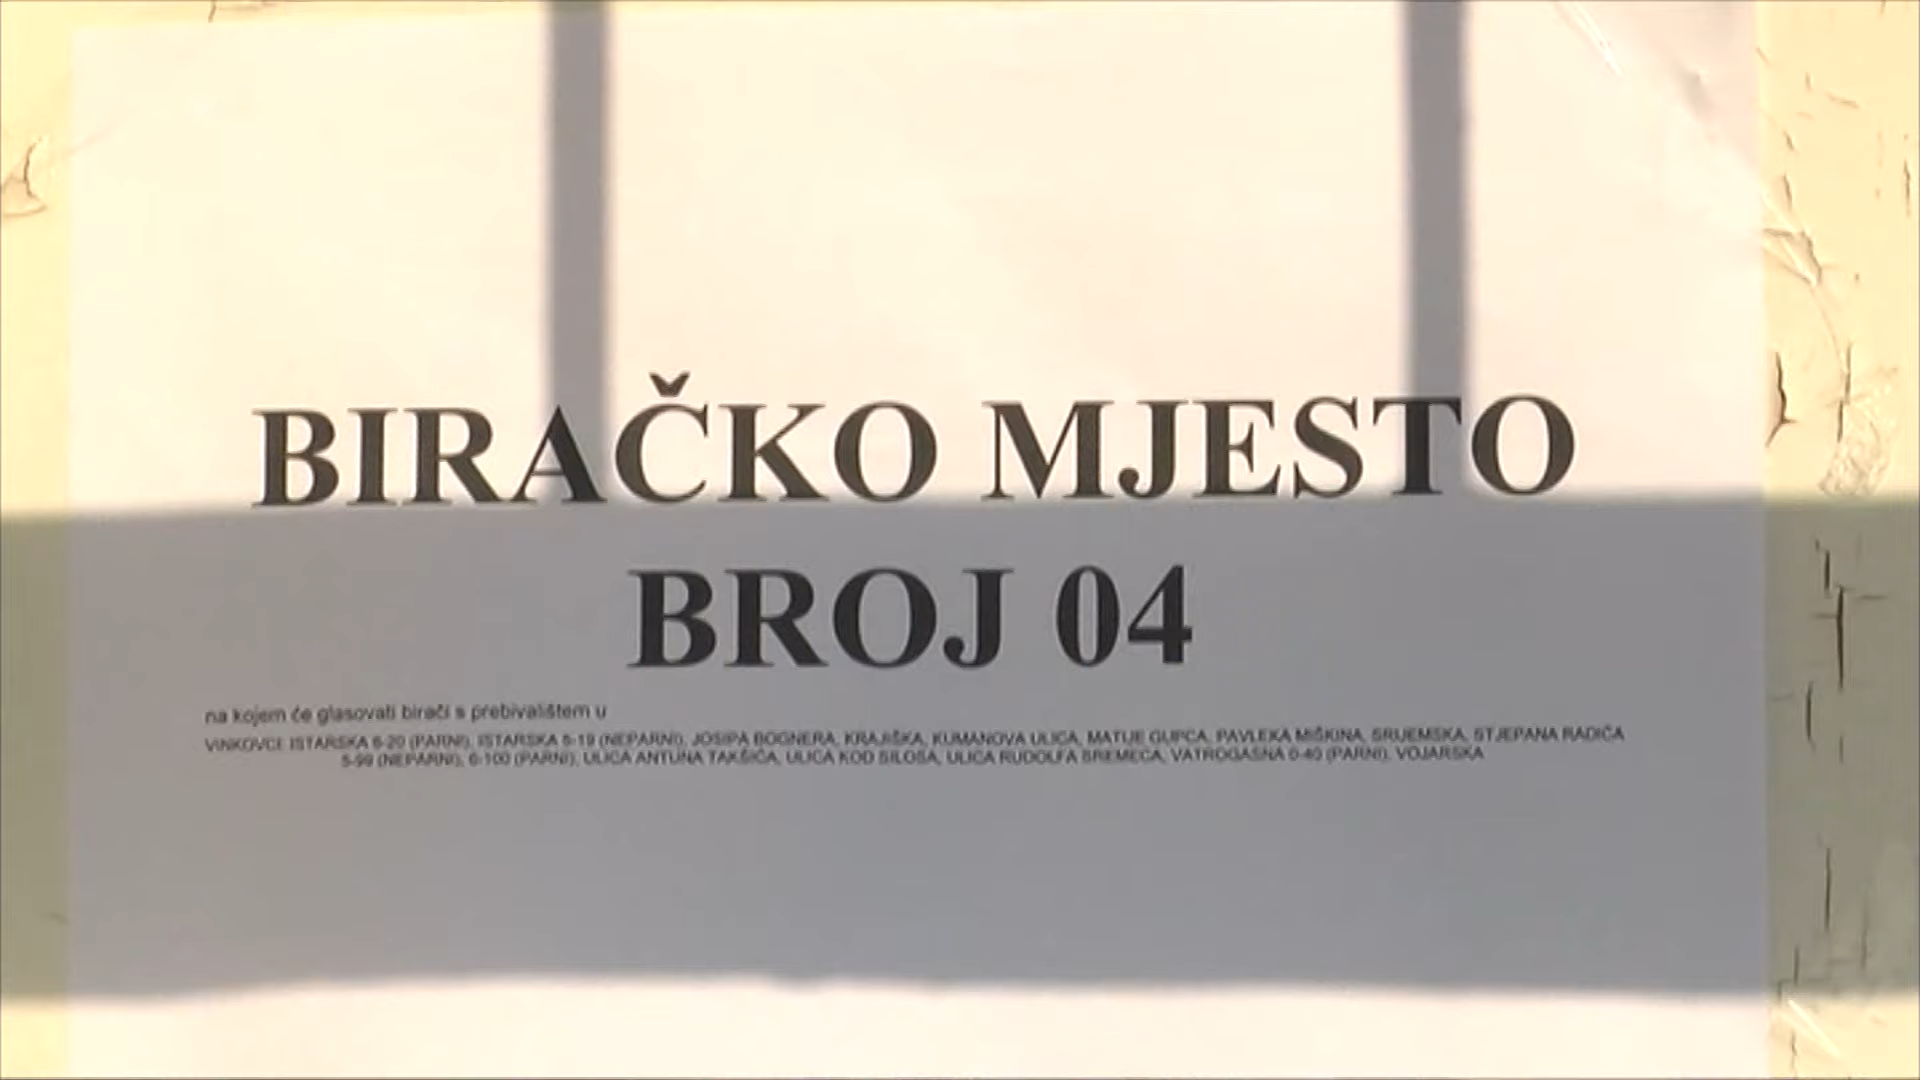 BIRAČKO MJESTO
BROJ 04
na kojem će glasovati birači s prebivalištem u
VINKOVCE ISTARSKA 6-20 (PARNI), ISTARSKA 5-19 (NEPARNI), JOSIPA BOGNERA, KRAJIŠKA, KUMANOVA ULICA, MATIJE GUPCA, PAVLEKA MIŠKINA, SRIJEMSKA, STJEPANA RADIĆA
5-99 (NEPARNI), 6-100 (PARNI), ULICA ANTUNA TAKŠIĆA, ULICA KOD SILOSA, ULICA RUDOLFA SREMECA, VATROGASNA 0-40 (PARNI), VOJARSKA